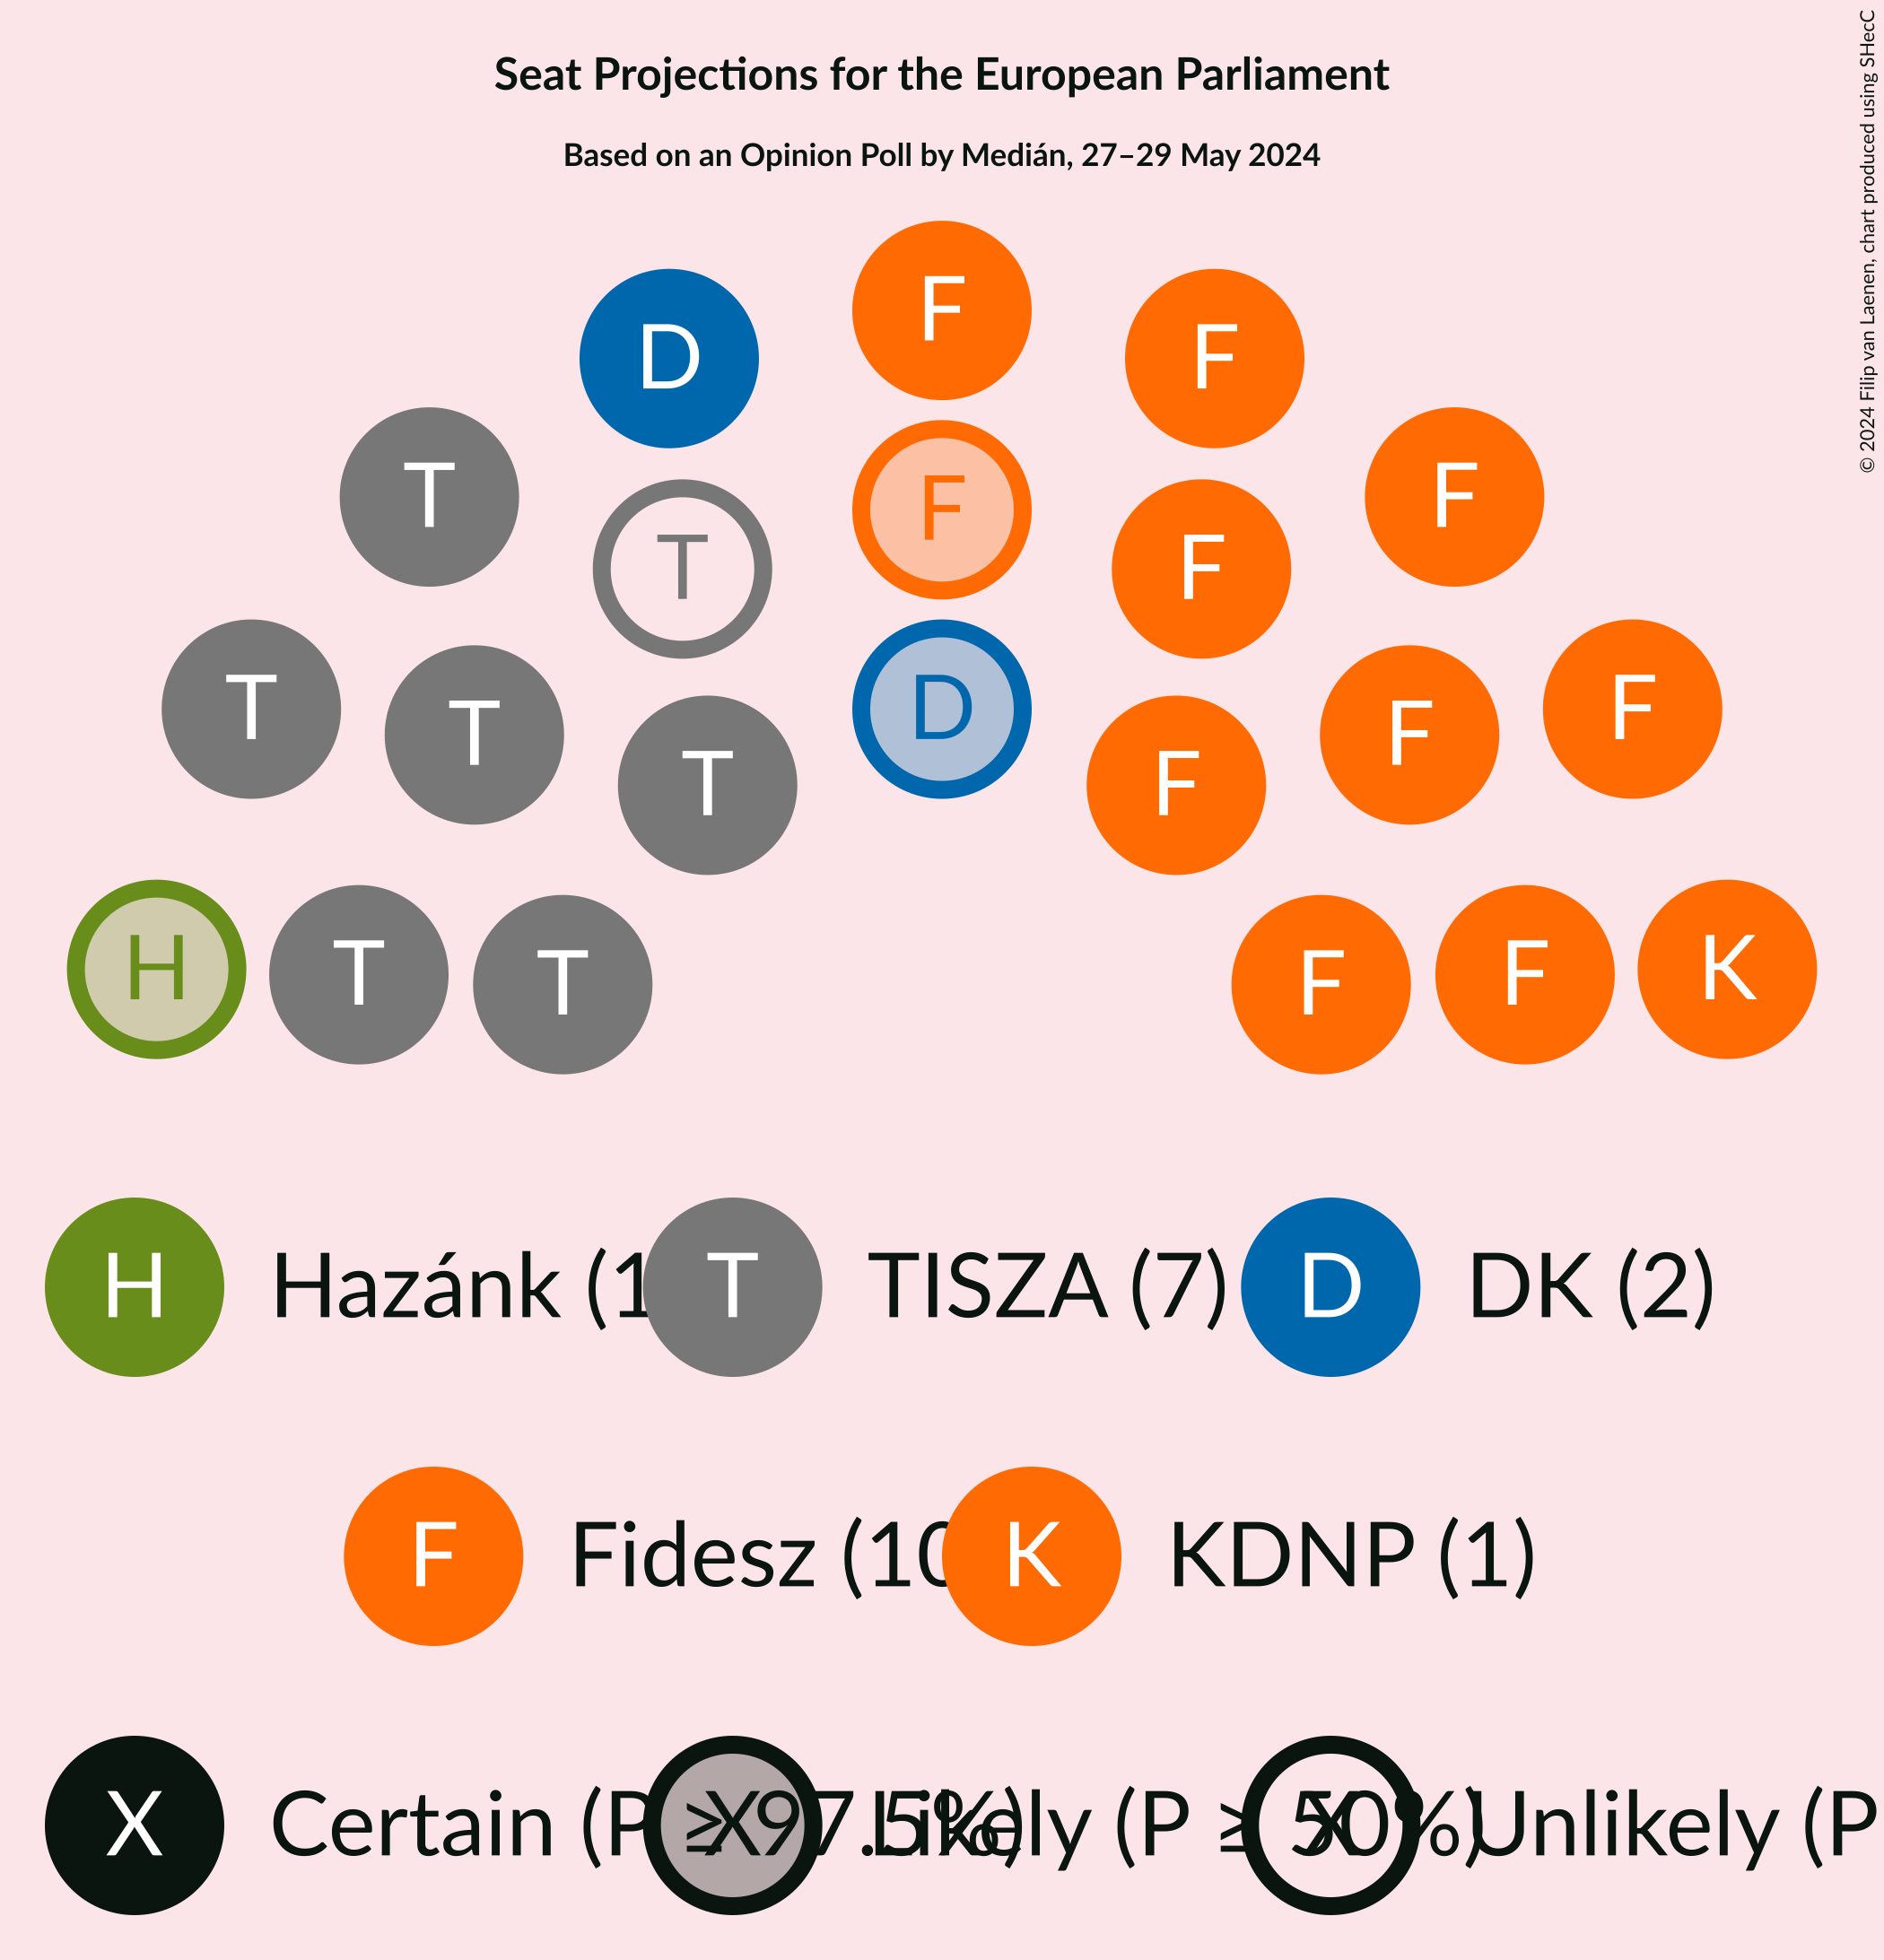 Seat Projections for the European Parliament
Based on an Opinion Poll by Medián, 27–29 May 2024
© 2024 Filip van Laenen, chart produced using SHecC
F
D F
T F F
T F
T D F
T T F F
T F
H T T F F K
H Hazánk (1 T TISZA (7) D DK (2)
F Fidesz (10 K KDNP (1)
X Certain (P ≥ 97.5%) X Likely (P ≥ 50%) X Unlikely (P